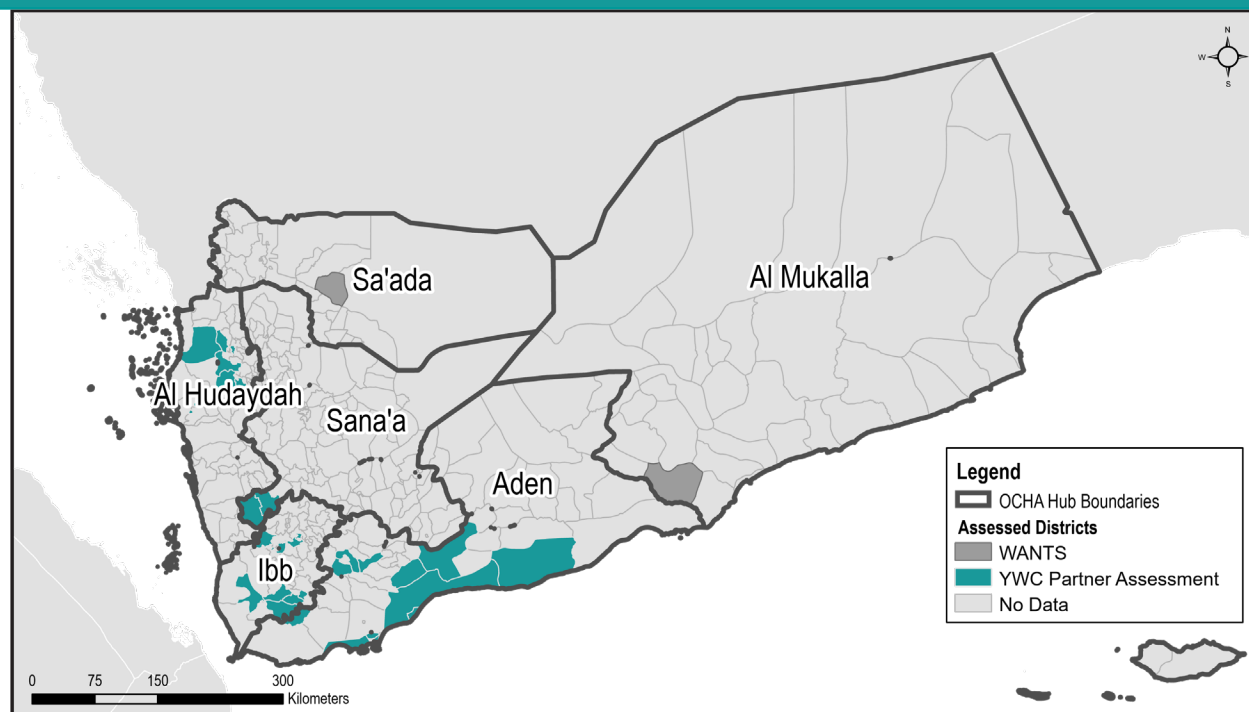 N
W
S
Sa'ada
Al Mukalla
Al Hudaydah
Sana'a
Aden
Ibb
Legend
OCHA Hub Boundaries
Assessed Districts
WANTS
YWC Partner Assessment
No Data
0 75 150 300
Kilometers